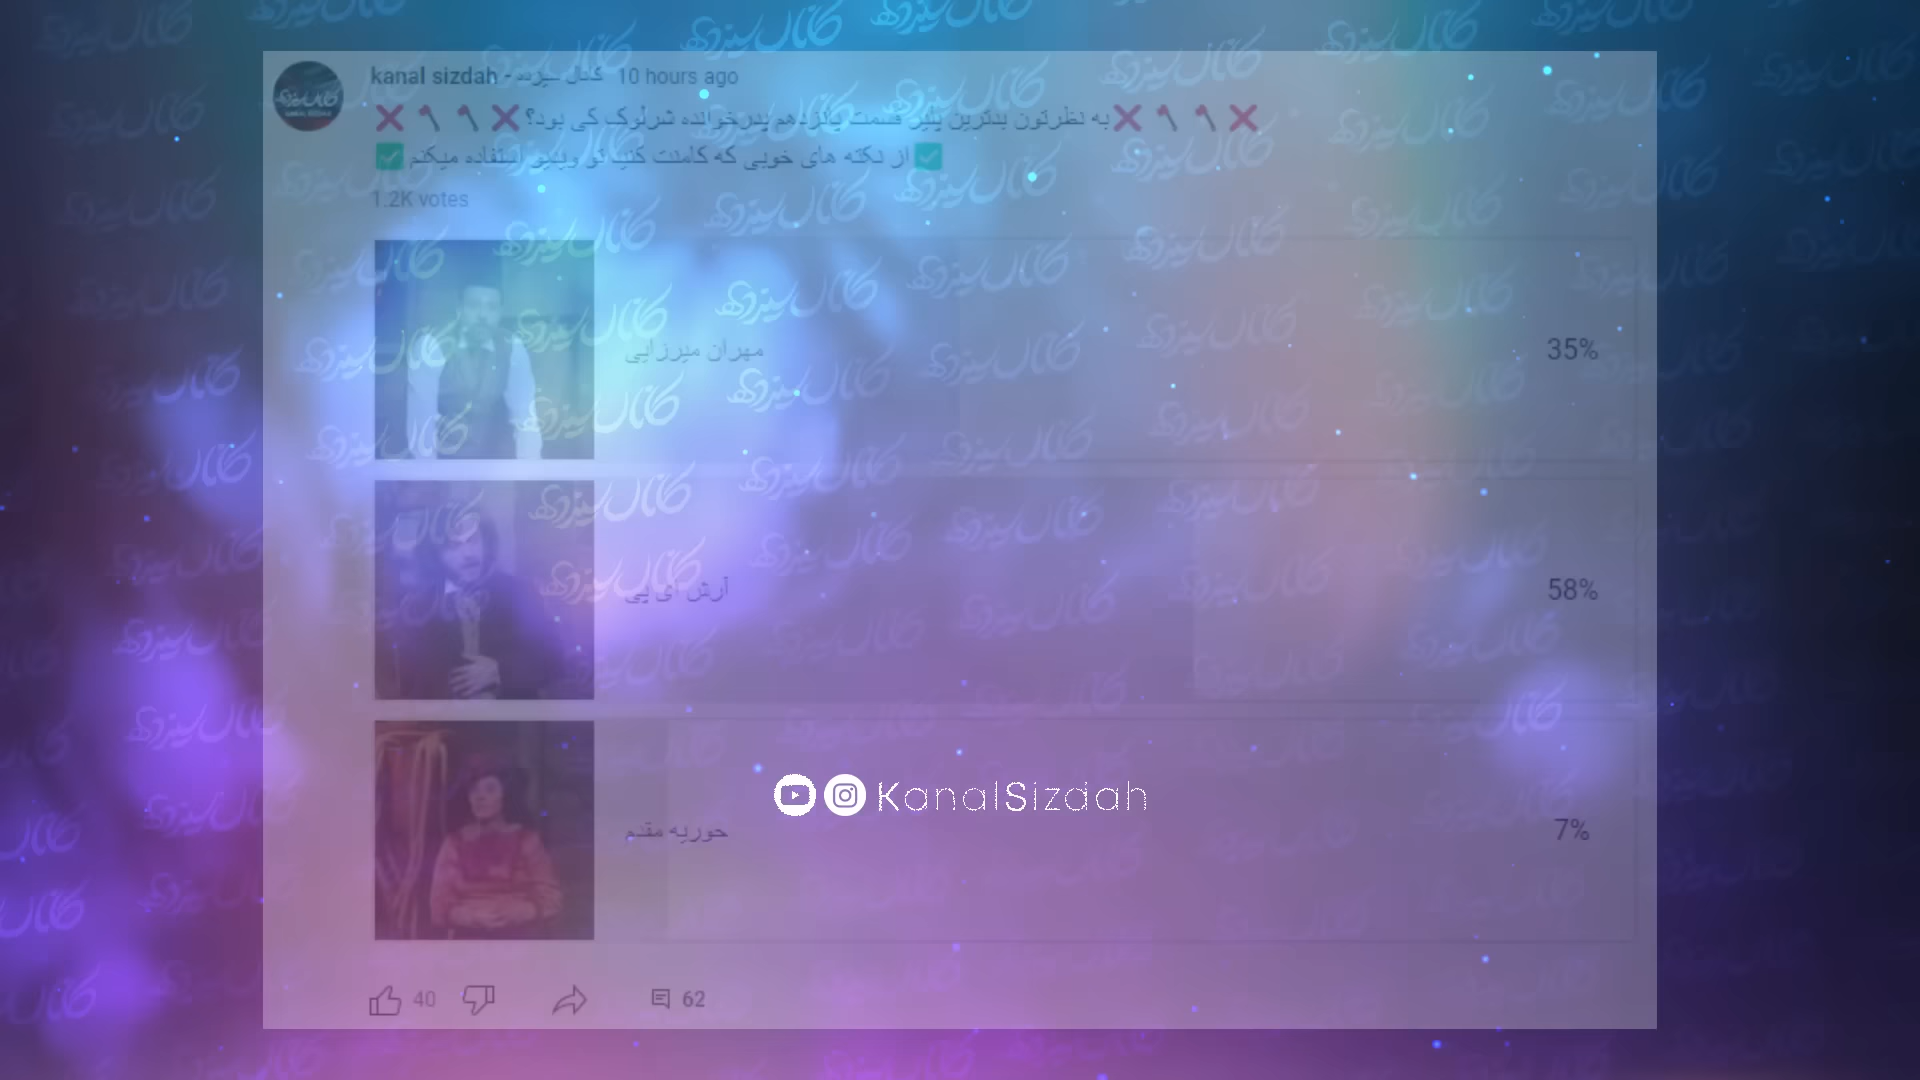 kanal sizdah - کانال سیزده 10 hours ago
❌🪓🪓❌به نظرتون بدترین پلیر قسمت پانزدهم پدرخوانده شرلوک کی بود؟❌🪓🪓❌
✅از نکته های خوبی که کامنت کنید تو ویدیو استفاده میکنم✅
1.2K votes
مهران میرزایی 35%
آرش ای پی 58%
حوریه مقدم 7%
KanalSizdah
40 62